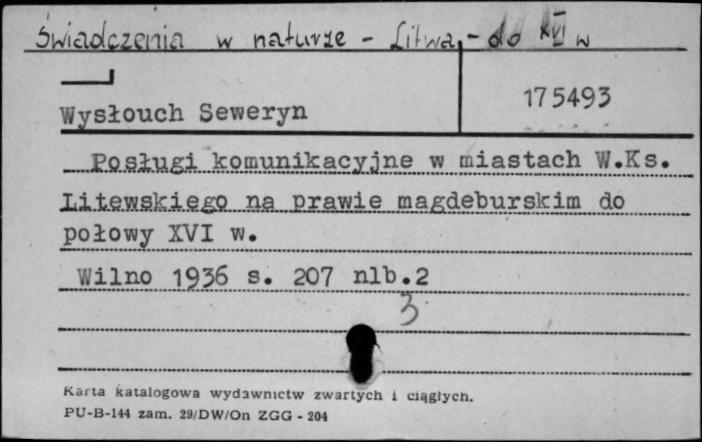 Świadczenia w naturze - Litwa, - do XVI w
Wysłouch Seweryn
175493
Posługi komunikacyjne w miastach W.Ks.
Litewskiego na prawie magdeburskim do
połowy XVI w.
Wilno 1936 s. 207 nlb.2
3
Karta katalogowa wydawnictw zwartych i ciągłych.
PU-B-144 zam. 29/DW/On ZGG - 204